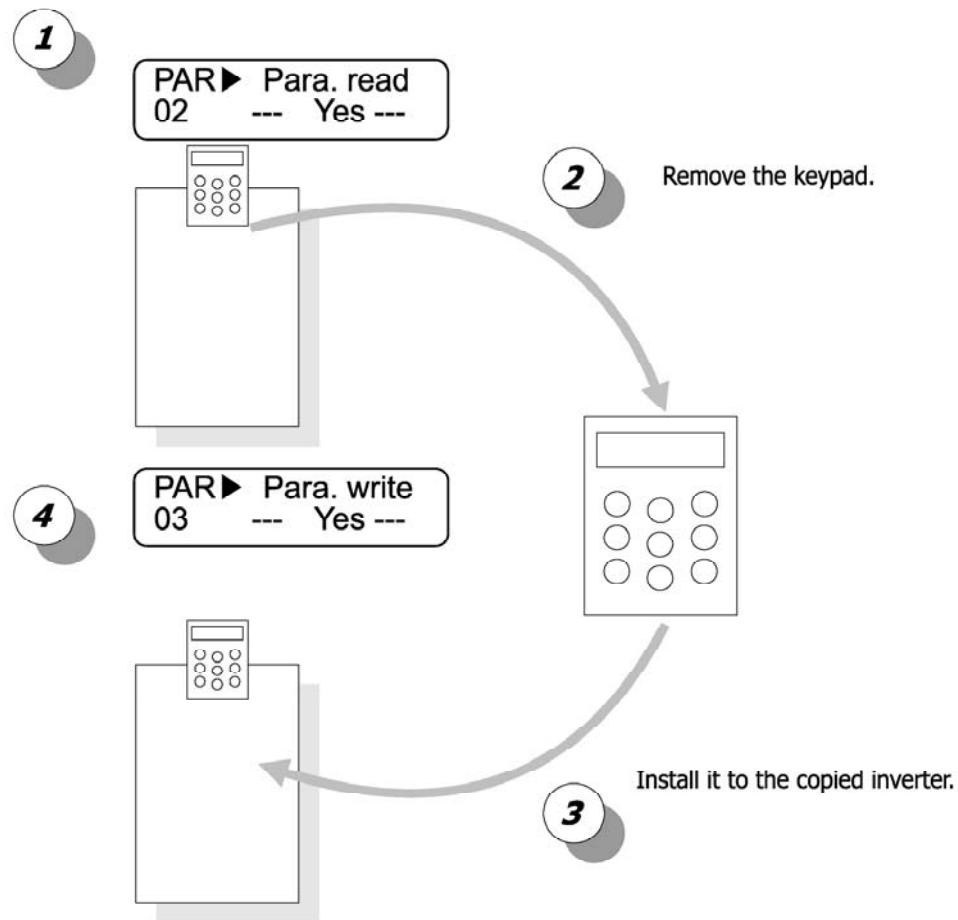 1
PAR▶ Para. read
02 --- Yes ---
2
Remove the keypad.
4
PAR▶ Para. write
03 --- Yes ---
3
Install it to the copied inverter.